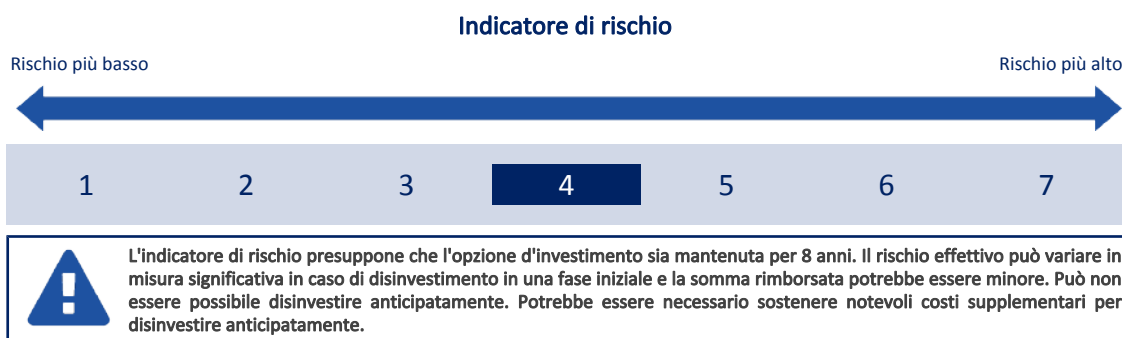 Indicatore di rischio
Rischio più basso
Rischio più alto
1 2 3 4 5 6 7
L'indicatore di rischio presuppone che l'opzione d'investimento sia mantenuta per 8 anni. Il rischio effettivo può variare in
misura significativa in caso di disinvestimento in una fase iniziale e la somma rimborsata potrebbe essere minore. Può non
essere possibile disinvestire anticipatamente. Potrebbe essere necessario sostenere notevoli costi supplementari per
disinvestire anticipatamente.